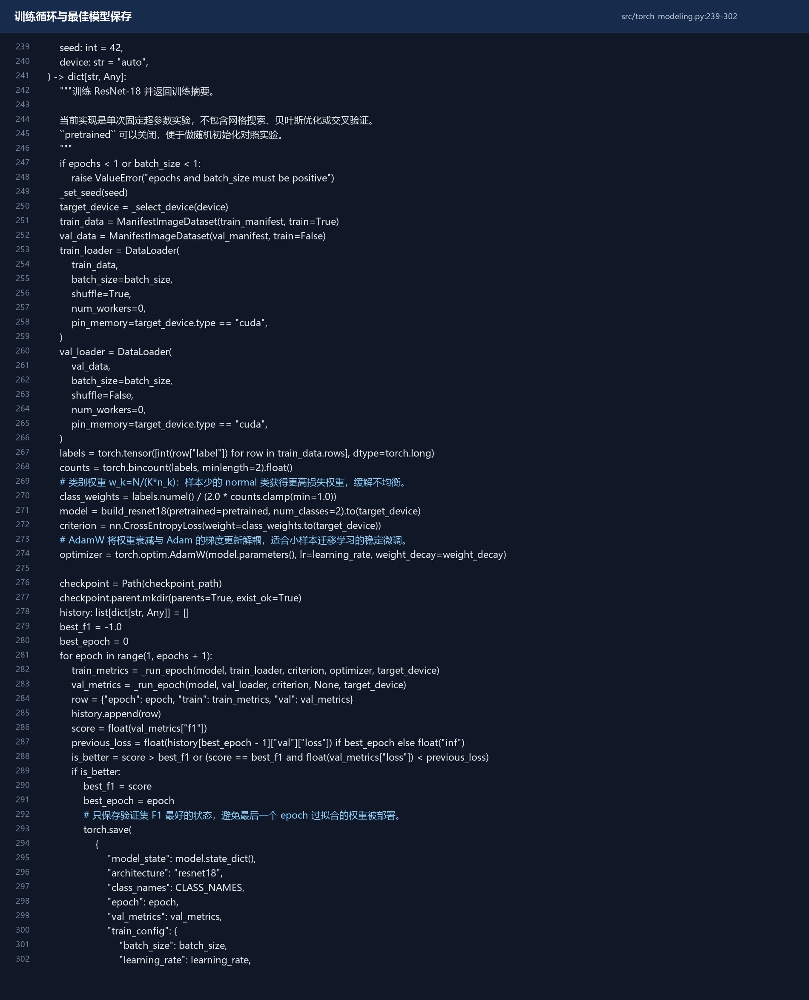 训练循环与最佳模型保存
src/torch_modeling.py:239-302
239 seed: int = 42,
240 device: str = "auto",
241 ) -> dict[str, Any]:
242 """训练 ResNet-18 并返回训练摘要。
243
244 当前实现是单次固定超参数实验，不包含网格搜索、贝叶斯优化或交叉验证。
245 ``pretrained`` 可以关闭，便于做随机初始化对照实验。
246 """
247 if epochs < 1 or batch_size < 1:
248 raise ValueError("epochs and batch_size must be positive")
249 _set_seed(seed)
250 target_device = _select_device(device)
251 train_data = ManifestImageDataset(train_manifest, train=True)
252 val_data = ManifestImageDataset(val_manifest, train=False)
253 train_loader = DataLoader(
254 train_data,
255 batch_size=batch_size,
256 shuffle=True,
257 num_workers=0,
258 pin_memory=target_device.type == "cuda",
259 )
260 val_loader = DataLoader(
261 val_data,
262 batch_size=batch_size,
263 shuffle=False,
264 num_workers=0,
265 pin_memory=target_device.type == "cuda",
266 )
267 labels = torch.tensor([int(row["label"]) for row in train_data.rows], dtype=torch.long)
268 counts = torch.bincount(labels, minlength=2).float()
269 # 类别权重 w_k=N/(K*n_k)：样本少的 normal 类获得更高损失权重，缓解不均衡。
270 class_weights = labels.numel() / (2.0 * counts.clamp(min=1.0))
271 model = build_resnet18(pretrained=pretrained, num_classes=2).to(target_device)
272 criterion = nn.CrossEntropyLoss(weight=class_weights.to(target_device))
273 # AdamW 将权重衰减与 Adam 的梯度更新解耦，适合小样本迁移学习的稳定微调。
274 optimizer = torch.optim.AdamW(model.parameters(), lr=learning_rate, weight_decay=weight_decay)
275
276 checkpoint = Path(checkpoint_path)
277 checkpoint.parent.mkdir(parents=True, exist_ok=True)
278 history: list[dict[str, Any]] = []
279 best_f1 = -1.0
280 best_epoch = 0
281 for epoch in range(1, epochs + 1):
282 train_metrics = _run_epoch(model, train_loader, criterion, optimizer, target_device)
283 val_metrics = _run_epoch(model, val_loader, criterion, None, target_device)
284 row = {"epoch": epoch, "train": train_metrics, "val": val_metrics}
285 history.append(row)
286 score = float(val_metrics["f1"])
287 previous_loss = float(history[best_epoch - 1]["val"]["loss"]) if best_epoch else float("inf")
288 is_better = score > best_f1 or (score == best_f1 and float(val_metrics["loss"]) < previous_loss)
289 if is_better:
290 best_f1 = score
291 best_epoch = epoch
292 # 只保存验证集 F1 最好的状态，避免最后一个 epoch 过拟合的权重被部署。
293 torch.save(
294 {
295 "model_state": model.state_dict(),
296 "architecture": "resnet18",
297 "class_names": CLASS_NAMES,
298 "epoch": epoch,
299 "val_metrics": val_metrics,
300 "train_config": {
301 "batch_size": batch_size,
302 "learning_rate": learning_rate,